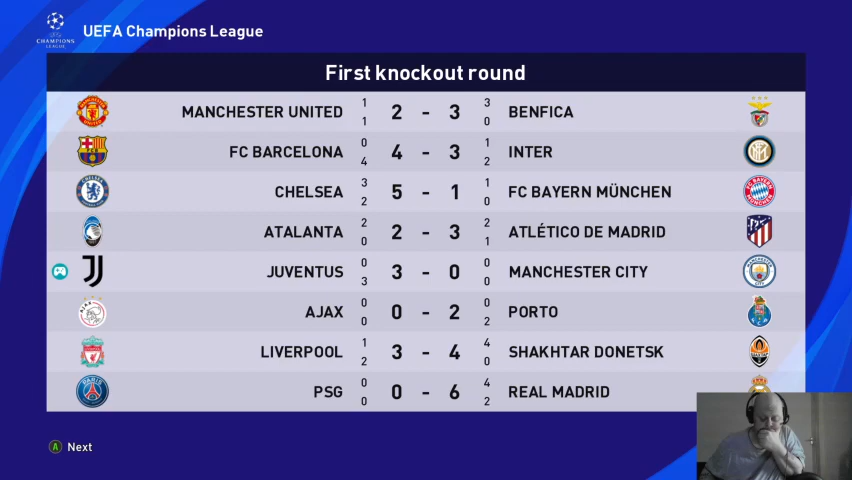 UEFA Champions League
CHAMPIONS
LEAGUE
First knockout round
MANCHESTER UNITED 1 1 2 - 3 3 0 BENFICA
FC BARCELONA 0 4 4 - 3 1 2 INTER
CHELSEA 3 2 5 - 1 1 0 FC BAYERN MÜNCHEN
ATALANTA 2 0 2 - 3 2 1 ATLÉTICO DE MADRID
JUVENTUS 0 3 3 - 0 0 0 MANCHESTER CITY
AJAX 0 0 0 - 2 0 2 PORTO
LIVERPOOL 1 2 3 - 4 4 0 SHAKHTAR DONETSK
PSG 0 0 0 - 6 4 2 REAL MADRID
A Next